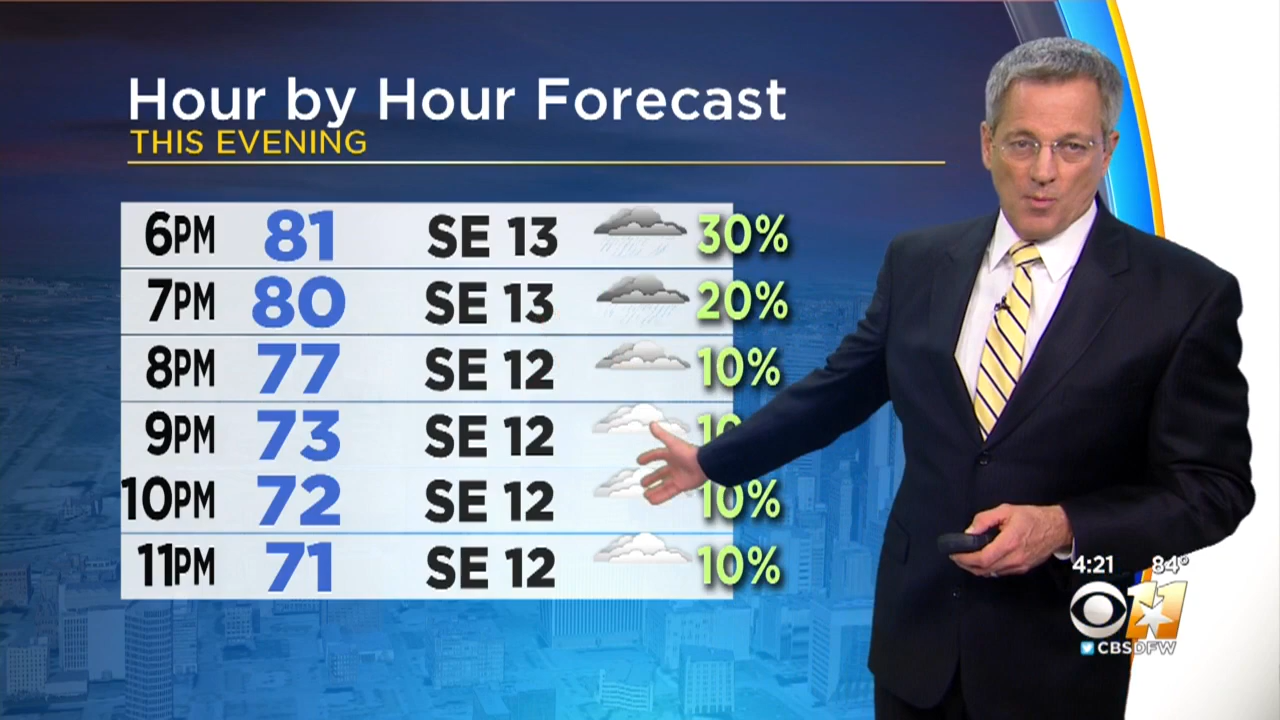 Hour by Hour Forecast
THIS EVENING
6PM 81 SE 13 30%
7PM 80 SE 13 20%
8PM 77 SE 12 10%
9PM 73 SE 12 10
10PM 72 SE 12 10%
11PM 71 SE 12 10%
4:21 84°
11
CBSDFW